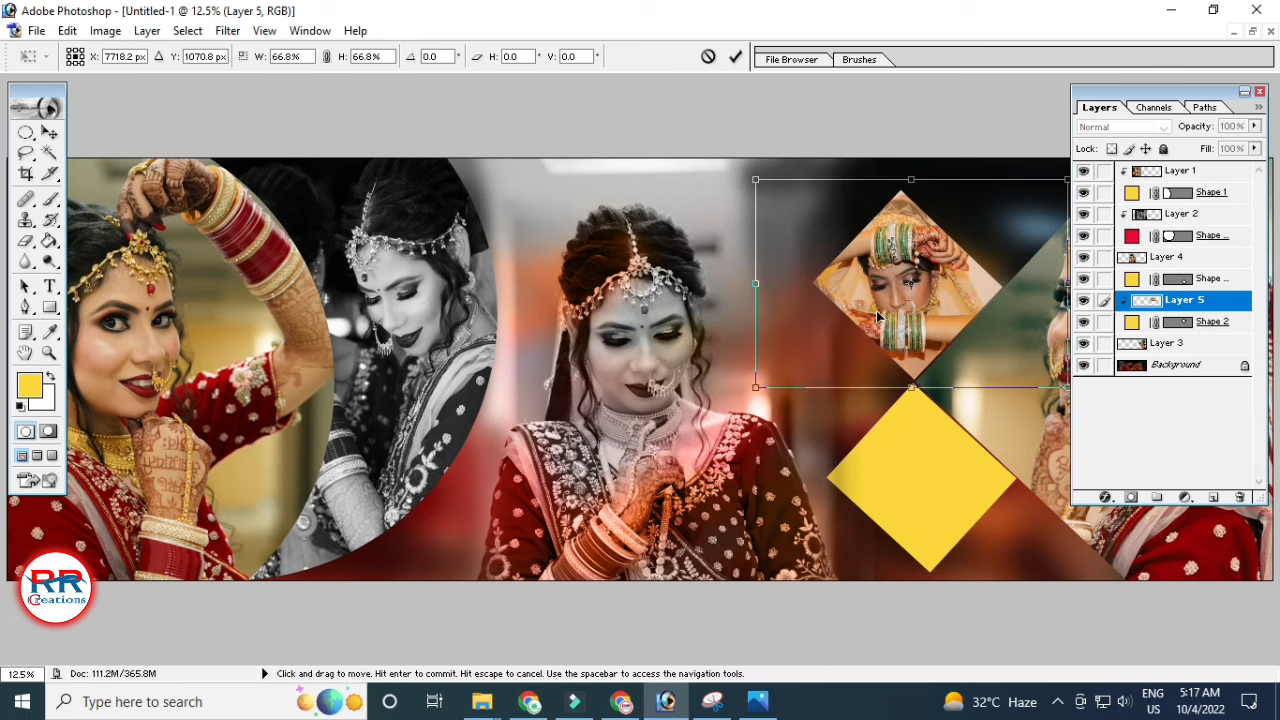 Adobe Photoshop - [Untitled-1 @ 12.5% (Layer 5, RGB)]
File Edit Image Layer Select Filter View Window Help
X: 7718.2 px Y: 1070.8 px W: 66.8% H: 66.8% 0.0 ° H: 0.0 ° V: 0.0 °
File Browser Brushes
Layers Channels Paths
Normal Opacity: 100%
Lock: Fill: 100%
Layer 1
Shape 1
Layer 2
Shape ...
Layer 4
Shape ...
Layer 5
Shape 2
Layer 3
Background
RR
Creations
12.5% Doc: 111.2M/365.8M Click and drag to move. Hit enter to commit. Hit escape to cancel. Use the spacebar to access the navigation tools.
Type here to search
32°C Haze
ENG
US
5:17 AM
10/4/2022